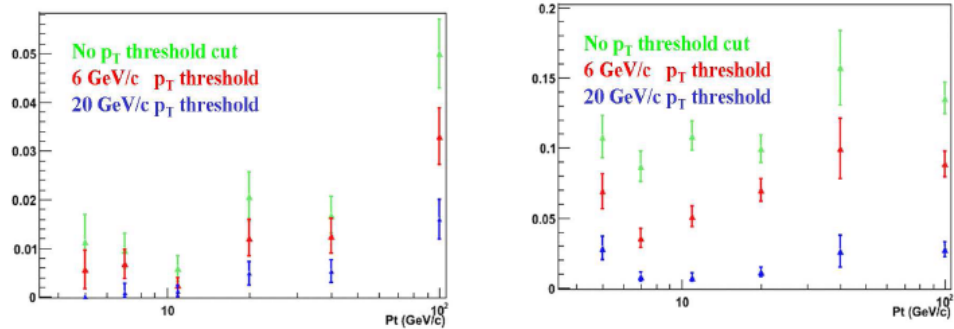 0.05
0.04
0.03
0.02
0.01
0
No pT threshold cut
6 GeV/c pT threshold
20 GeV/c pT threshold
10
10²
Pt (GeV/c)
0.2
0.15
0.1
0.05
0
No pT threshold cut
6 GeV/c pT threshold
20 GeV/c pT threshold
10
10²
Pt (GeV/c)